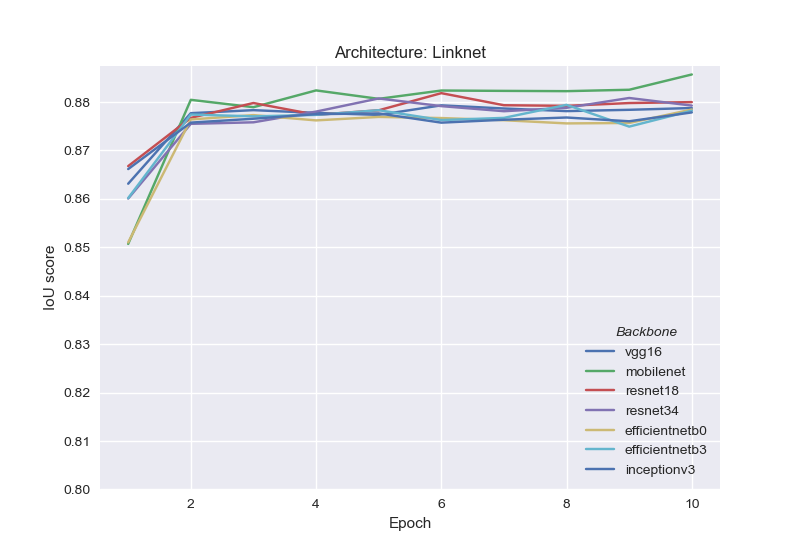 Architecture: Linknet
IoU score
0.88
0.87
0.86
0.85
0.84
0.83
0.82
0.81
0.80
Backbone
vgg16
mobilenet
resnet18
resnet34
efficientnetb0
efficientnetb3
inceptionv3
2 4 6 8 10
Epoch